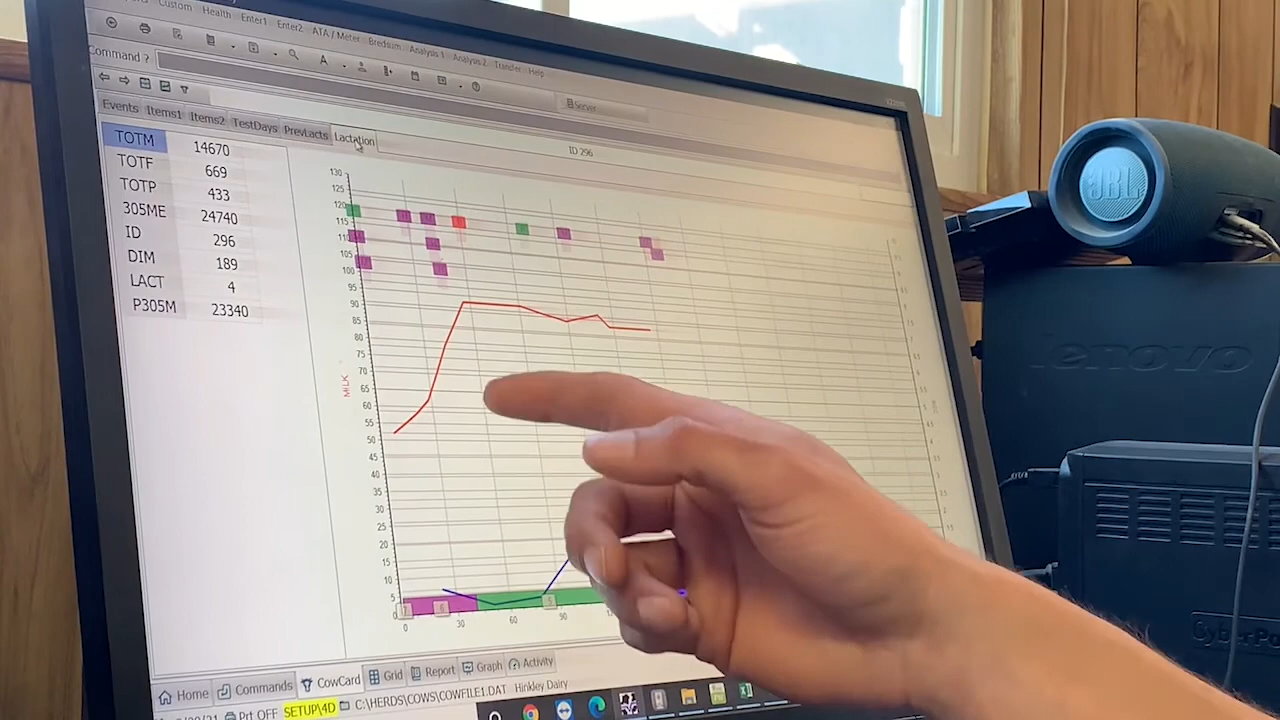 Custom Health Enter1 Enter2 ATA / Meter Bredsum Analysis 1 Analysis 2 Transfer Help
Command ?
Server
Events Items1 Items2 TestDays PrevLacts Lactation
ID 296
TOTM 14670
TOTF 669
TOTP 433
305ME 24740
ID 296
DIM 189
LACT 4
P305M 23340
130
125
120
115
110
105
100
95
90
85
80
75
70
65
60
55
50
45
40
35
30
25
20
15
10
5
0
MILK
6
5
0 30 60 90
Home Commands CowCard Grid Report Graph Activity
Prt OFF SETUP\4D C:\HERDS\COWS\COWFILE1.DAT Hinkley Dairy
JBL
lenovo